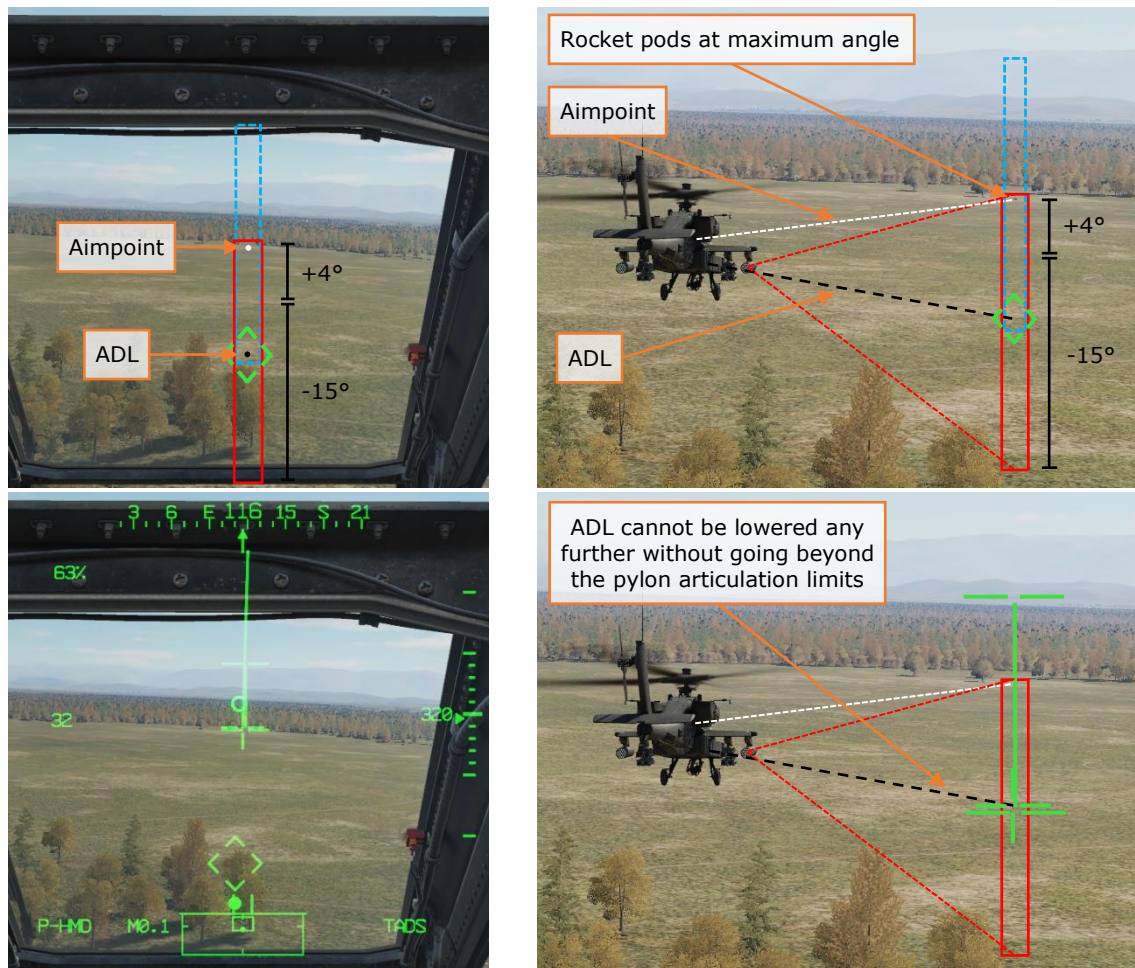 Aimpoint
+4°
ADL
-15°
Rocket pods at maximum angle
Aimpoint
+4°
ADL
-15°
3 6 E 116 15 S 21
63%
32
320
P-HMD M0.1 TADS
ADL cannot be lowered any
further without going beyond
the pylon articulation limits